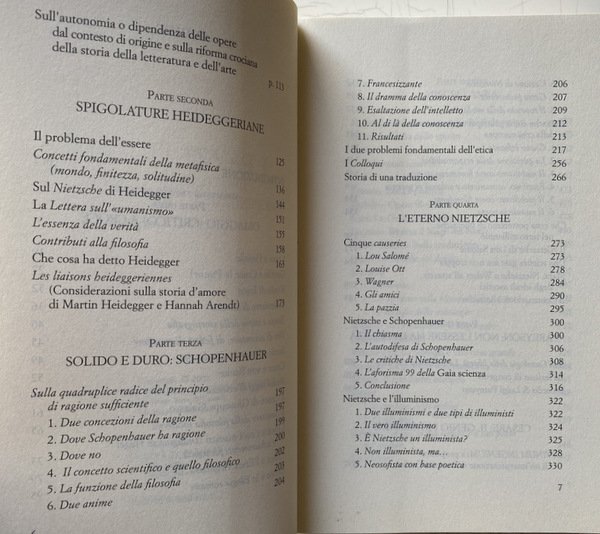 Sull'autonomia o dipendenza delle opere
dal contesto di origine e sulla riforma crociana
della storia della letteratura e dell'arte
p. 113
PARTE SECONDA
SPIGOLATURE HEIDEGGERIANE
Il problema dell'essere 125
Concetti fondamentali della metafisica
(mondo, finitezza, solitudine) 136
Sul Nietzsche di Heidegger 144
La Lettera sull'«umanismo» 151
L'essenza della verità 155
Contributi alla filosofia 158
Che cosa ha detto Heidegger 163
Les liaisons heideggeriennes
(Considerazioni sulla storia d'amore
di Martin Heidegger e Hannah Arendt) 173
PARTE TERZA
SOLIDO E DURO: SCHOPENHAUER
Sulla quadruplice radice del principio
di ragione sufficiente 197
1. Due concezioni della ragione 197
2. Dove Schopenhauer ha ragione 199
3. Dove no 200
4. Il concetto scientifico e quello filosofico 202
5. La funzione della filosofia 203
6. Due anime 204
7. Francesizzante 206
8. Il dramma della conoscenza 207
9. Esaltazione dell'intelletto 209
10. Al di là della conoscenza 212
11. Risultati 213
I due problemi fondamentali dell'etica 217
I Colloqui 256
Storia di una traduzione 266
PARTE QUARTA
L'ETERNO NIETZSCHE
Cinque causeries 273
1. Lou Salomé 273
2. Louise Ott 278
3. Wagner 284
4. Gli amici 290
5. La pazzia 295
Nietzsche e Schopenhauer 300
1. Il chiasma 300
2. L'autodifesa di Schopenhauer 306
3. Le critiche di Nietzsche 308
4. L'aforisma 99 della Gaia scienza 314
5. Conclusione 316
Nietzsche e l'illuminismo 322
1. Due illuminismi e due tipi di illuministi 322
2. Il vero illuminismo 324
3. È Nietzsche un illuminista? 325
4. Non illuminista, ma... 328
5. Neosofista con base poetica 330
7